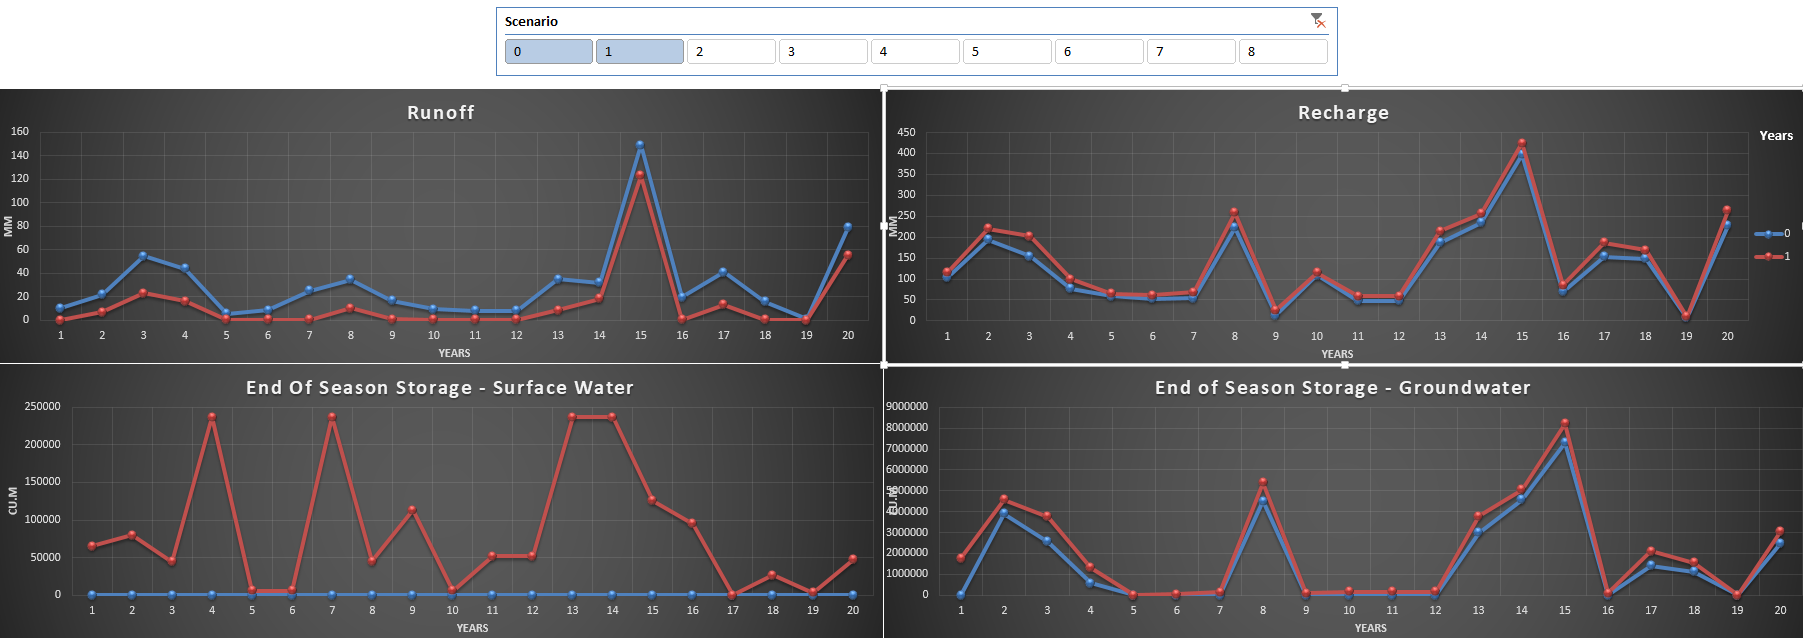 Scenario
0 1 2 3 4 5 6 7 8
Runoff
160
140
120
100
80
60
40
20
0
MM
1 2 3 4 5 6 7 8 9 10 11 12 13 14 15 16 17 18 19 20
YEARS
Recharge
450
400
350
300
250
200
150
100
50
0
MM
1 2 3 4 5 6 7 8 9 10 11 12 13 14 15 16 17 18 19 20
YEARS
Years
0
1
End Of Season Storage - Surface Water
250000
200000
150000
100000
50000
0
CU.M
1 2 3 4 5 6 7 8 9 10 11 12 13 14 15 16 17 18 19 20
YEARS
End of Season Storage - Groundwater
9000000
8000000
7000000
6000000
5000000
4000000
3000000
2000000
1000000
0
CU.M
1 2 3 4 5 6 7 8 9 10 11 12 13 14 15 16 17 18 19 20
YEARS